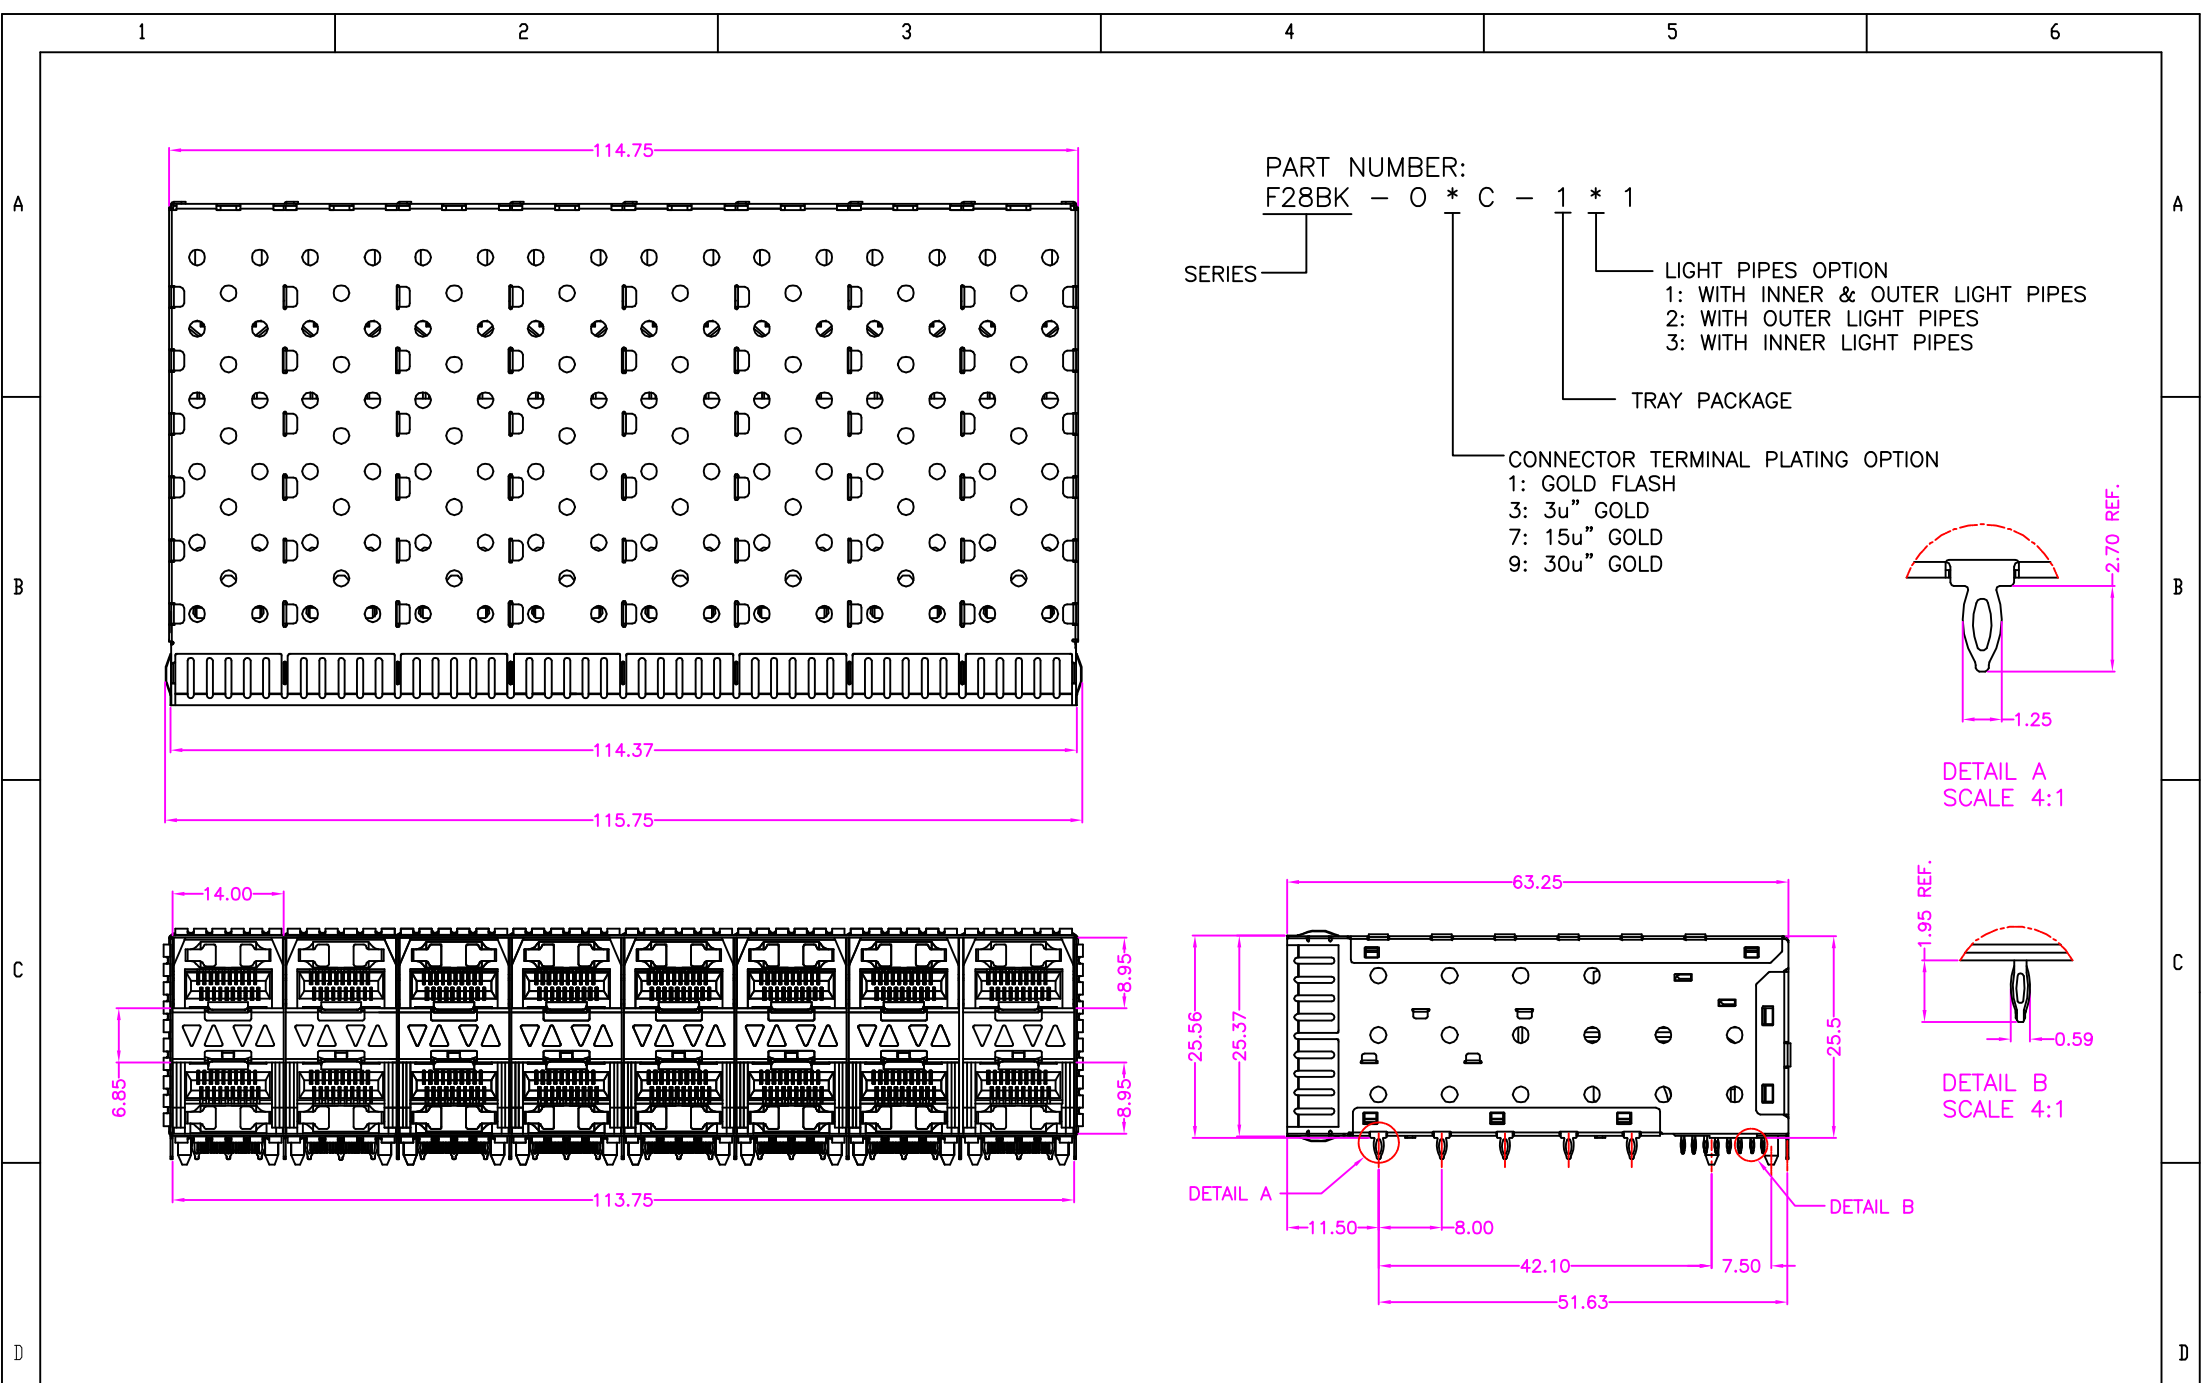 1 2 3 4 5 6
A A
B B
C C
D D
114.75
114.37
115.75
PART NUMBER:
F28BK - 0 * C - 1 * 1
SERIES
LIGHT PIPES OPTION
1: WITH INNER & OUTER LIGHT PIPES
2: WITH OUTER LIGHT PIPES
3: WITH INNER LIGHT PIPES
TRAY PACKAGE
CONNECTOR TERMINAL PLATING OPTION
1: GOLD FLASH
3: 3u" GOLD
7: 15u" GOLD
9: 30u" GOLD
2.70 REF.
1.25
DETAIL A
SCALE 4:1
14.00
8.95
6.85
8.95
113.75
63.25
25.56
25.37
25.5
DETAIL A
DETAIL B
11.50
8.00
42.10
7.50
51.63
1.95 REF.
0.59
DETAIL B
SCALE 4:1